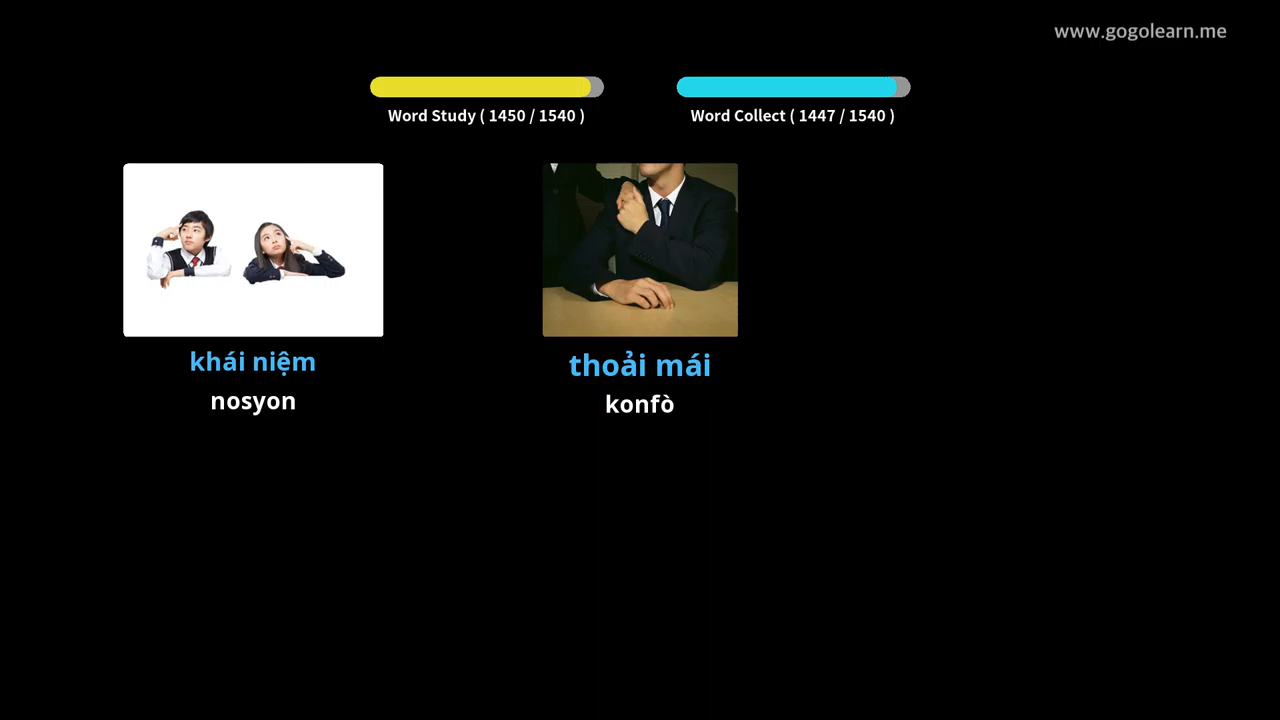 www.gogolearn.me
Word Study ( 1450 / 1540 )
Word Collect ( 1447 / 1540 )
khái niệm
nosyon
thoải mái
konfò